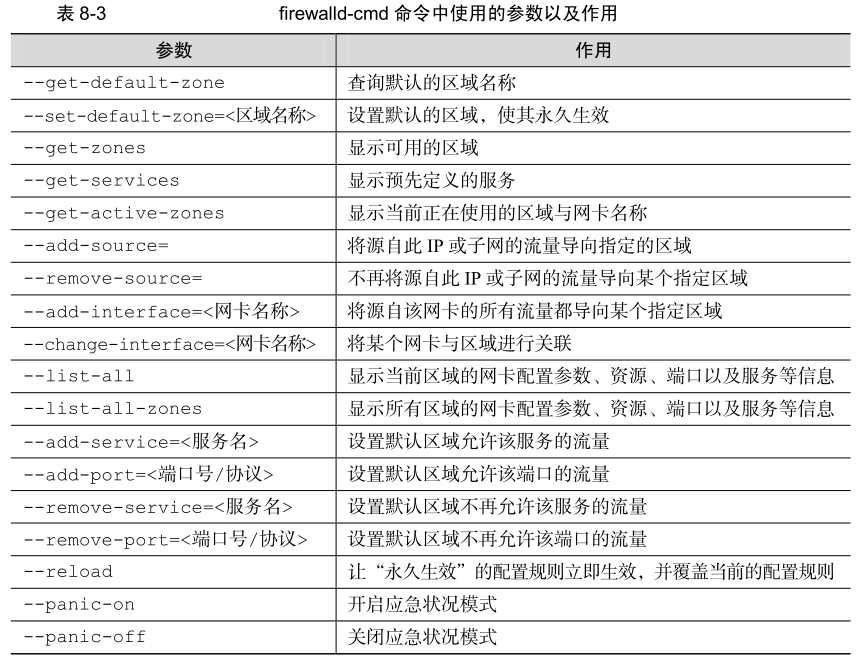 表 8-3 firewalld-cmd 命令中使用的参数以及作用
参数 作用
--get-default-zone 查询默认的区域名称
--set-default-zone=<区域名称> 设置默认的区域，使其永久生效
--get-zones 显示可用的区域
--get-services 显示预先定义的服务
--get-active-zones 显示当前正在使用的区域与网卡名称
--add-source= 将源自此 IP 或子网的流量导向指定的区域
--remove-source= 不再将源自此 IP 或子网的流量导向某个指定区域
--add-interface=<网卡名称> 将源自该网卡的所有流量都导向某个指定区域
--change-interface=<网卡名称> 将某个网卡与区域进行关联
--list-all 显示当前区域的网卡配置参数、资源、端口以及服务等信息
--list-all-zones 显示所有区域的网卡配置参数、资源、端口以及服务等信息
--add-service=<服务名> 设置默认区域允许该服务的流量
--add-port=<端口号/协议> 设置默认区域允许该端口的流量
--remove-service=<服务名> 设置默认区域不再允许该服务的流量
--remove-port=<端口号/协议> 设置默认区域不再允许该端口的流量
--reload 让“永久生效”的配置规则立即生效，并覆盖当前的配置规则
--panic-on 开启应急状况模式
--panic-off 关闭应急状况模式